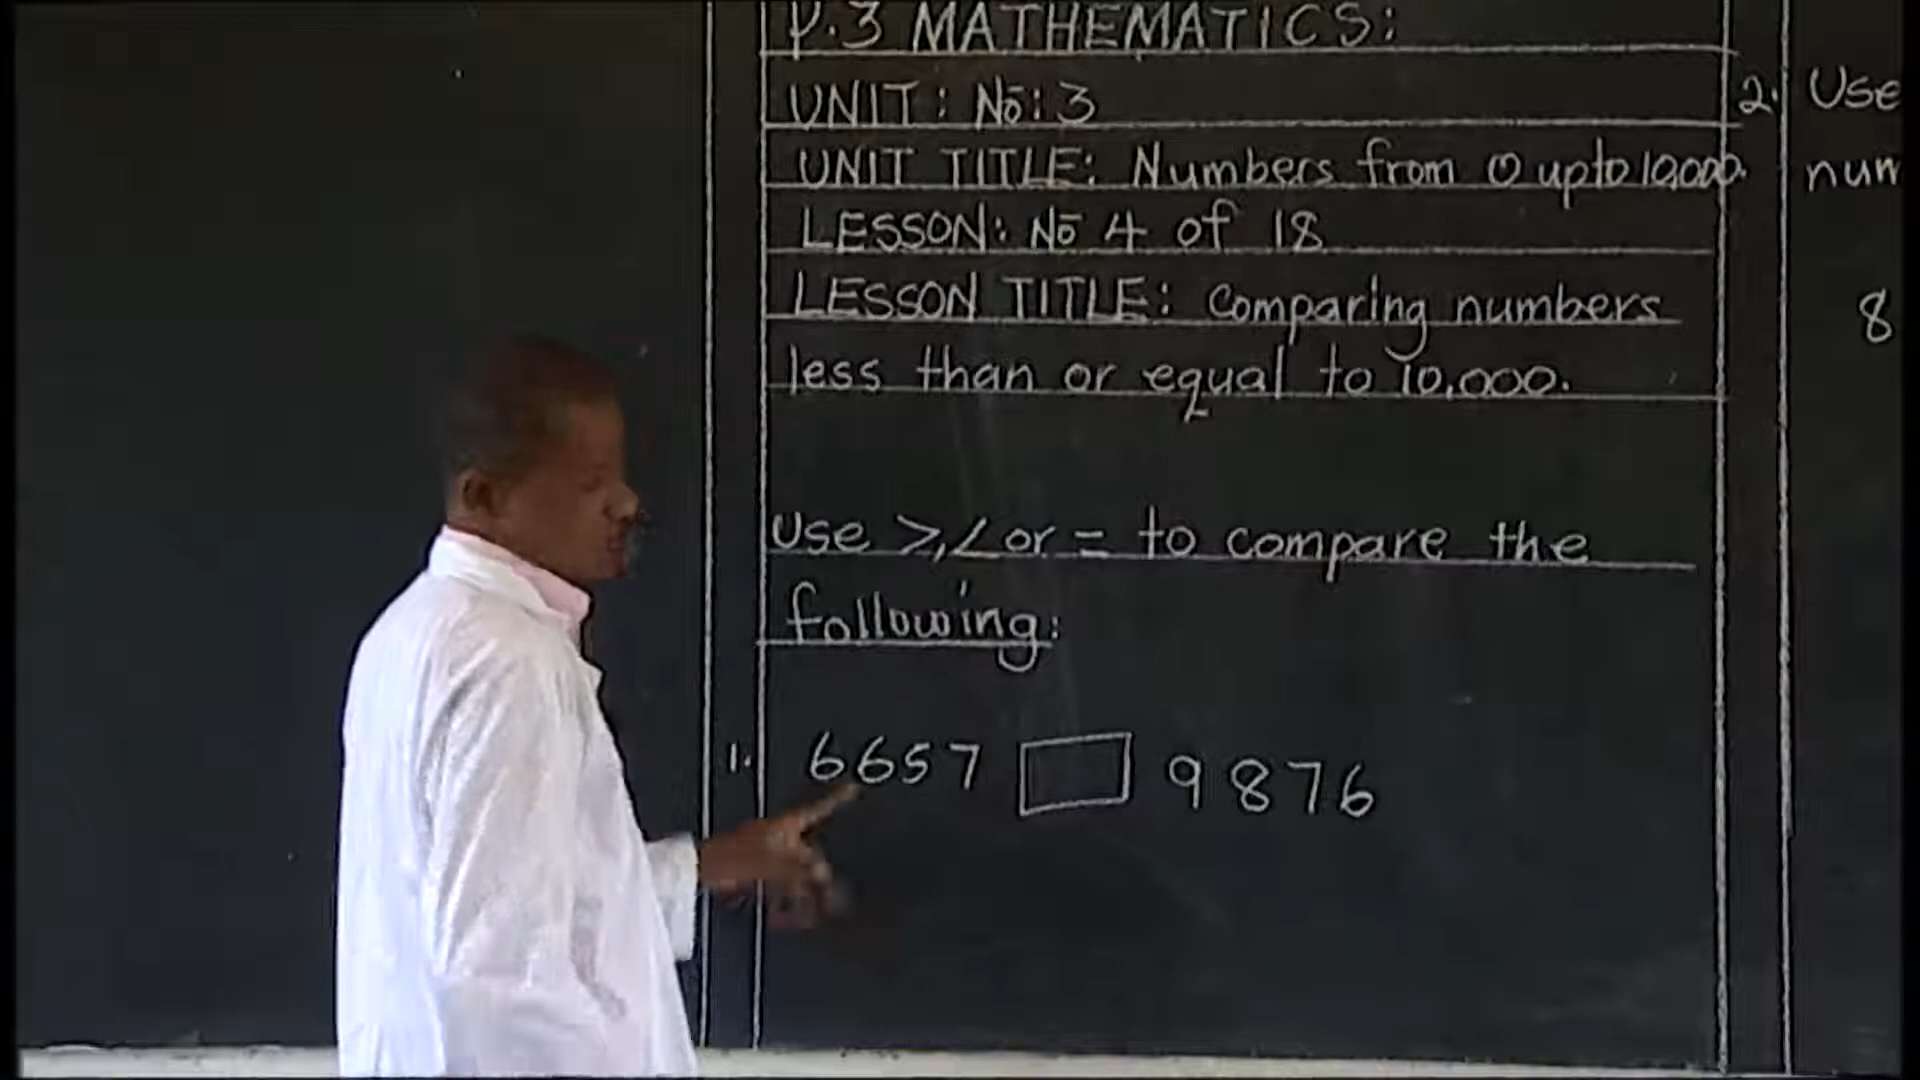 P.3 MATHEMATICS:
UNIT: No: 3
UNIT TITLE: Numbers from 0 upto 10,000.
LESSON: No 4 of 18
LESSON TITLE: Comparing numbers
less than or equal to 10,000.
Use >,< or = to compare the
following:
1. 6657 □ 9876
2. Use
num
8